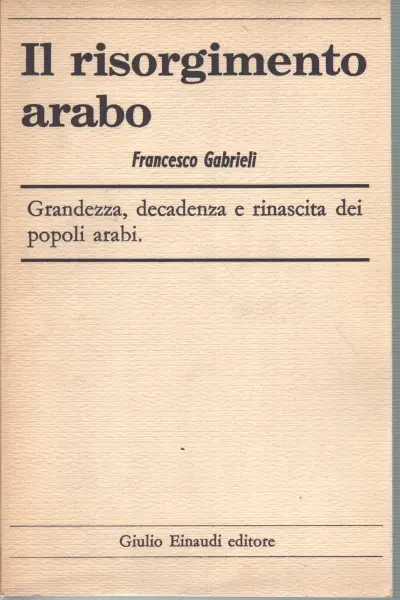 Il risorgimento
arabo
Francesco Gabrieli
Grandezza, decadenza e rinascita dei
popoli arabi.
Giulio Einaudi editore